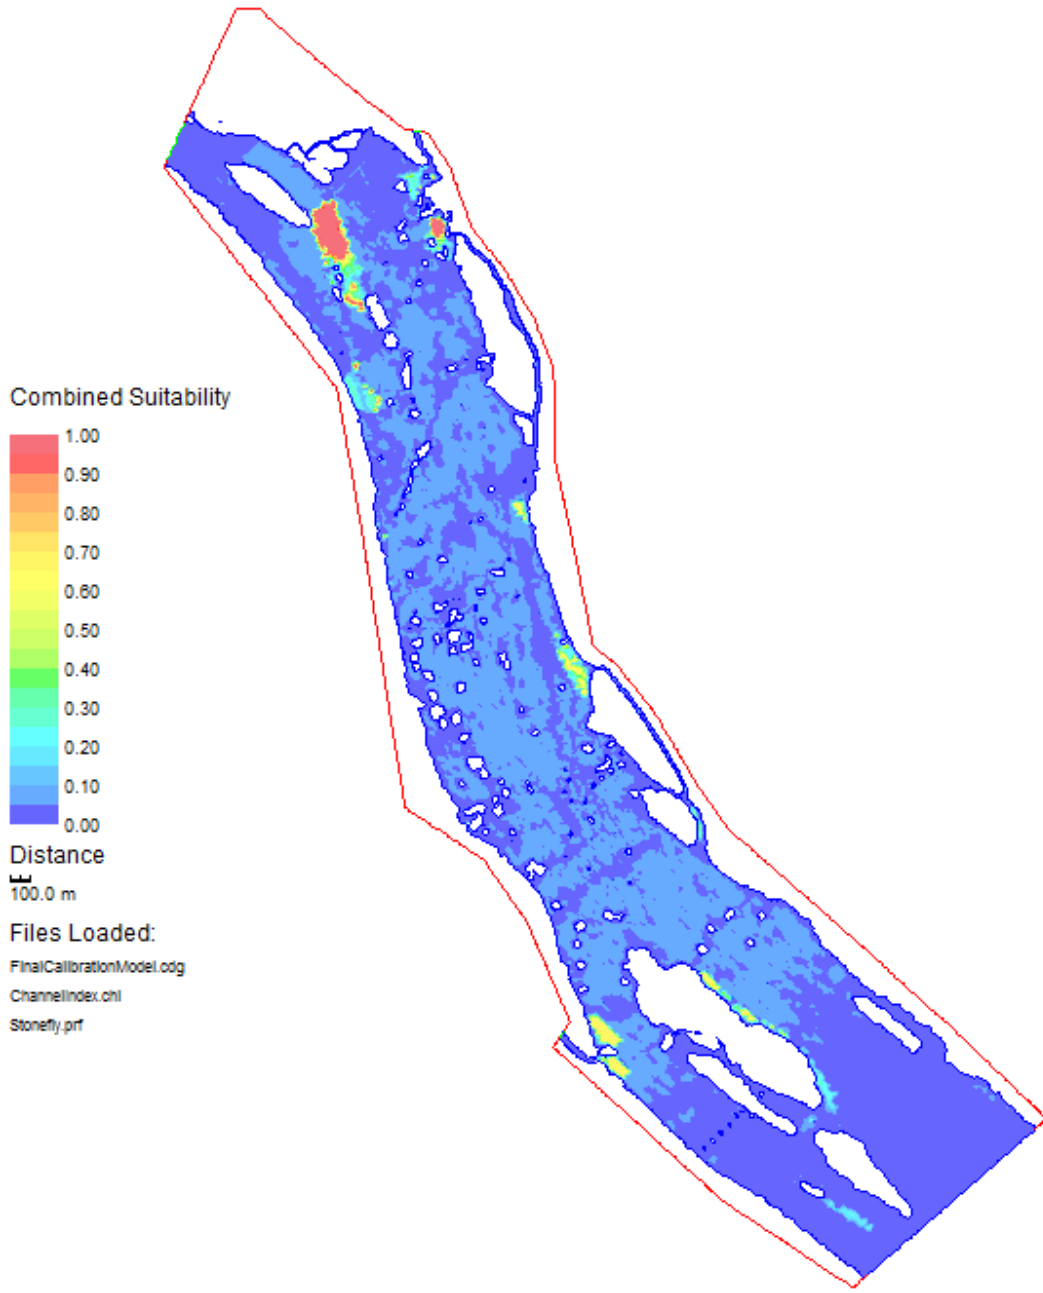 Combined Suitability
1.00
0.90
0.80
0.70
0.60
0.50
0.40
0.30
0.20
0.10
0.00
Distance
100.0 m
Files Loaded:
FinalCalibrationModel.cdg
ChannelIndex.chi
Stonefly.prf